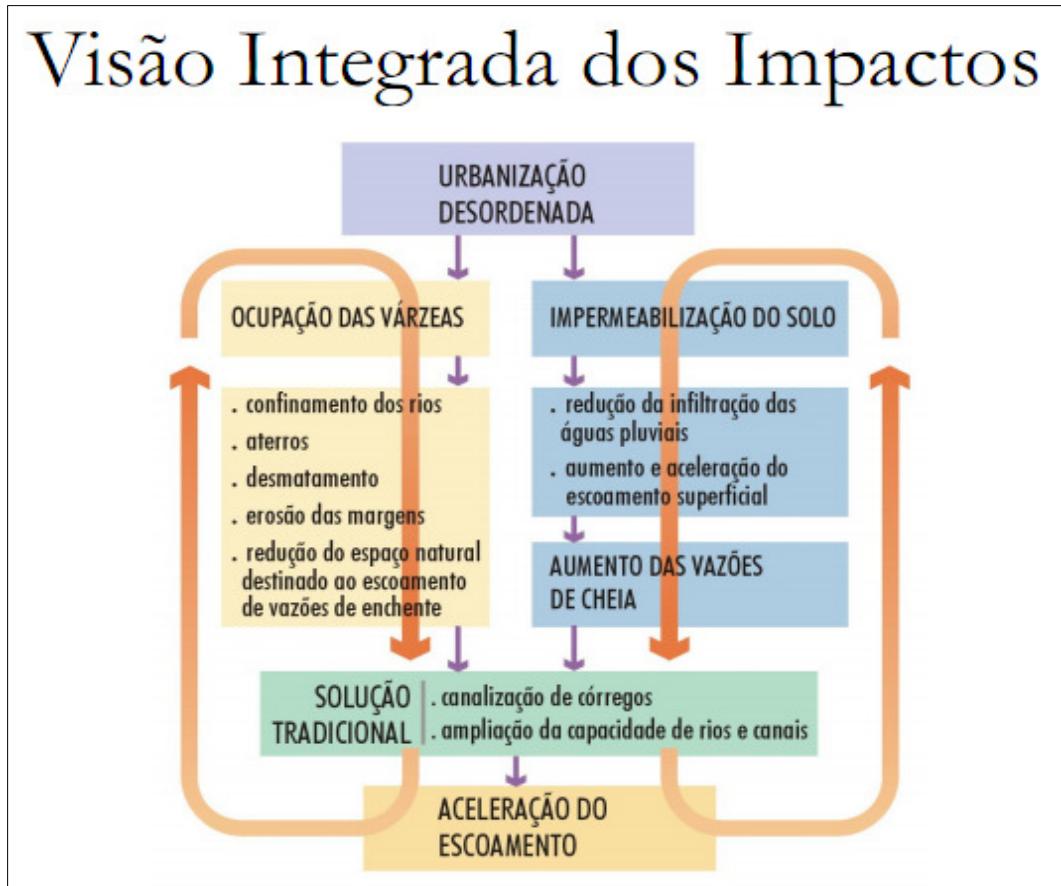 Visão Integrada dos Impactos
URBANIZAÇÃO
DESORDENADA
OCUPAÇÃO DAS VÁRZEAS
. confinamento dos rios
. aterros
. desmatamento
. erosão das margens
. redução do espaço natural
destinado ao escoamento
de vazões de enchente
IMPERMEABILIZAÇÃO DO SOLO
. redução da infiltração das
águas pluviais
. aumento e aceleração do
escoamento superficial
AUMENTO DAS VAZÕES
DE CHEIA
SOLUÇÃO
TRADICIONAL
. canalização de córregos
. ampliação da capacidade de rios e canais
ACELERAÇÃO DO
ESCOAMENTO